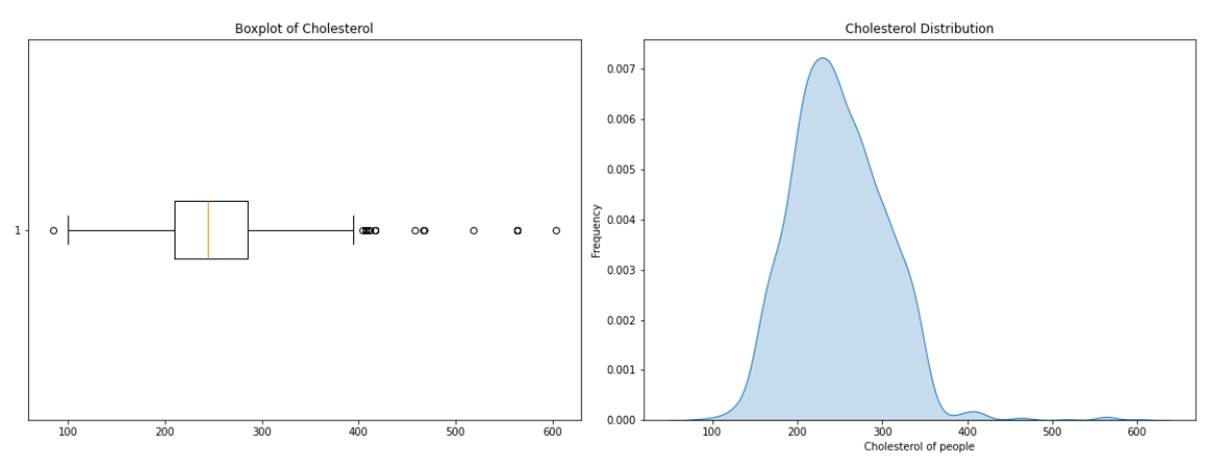 Boxplot of Cholesterol
1
100 200 300 400 500 600
Cholesterol Distribution
Frequency
0.007
0.006
0.005
0.004
0.003
0.002
0.001
0.000
100 200 300 400 500 600
Cholesterol of people